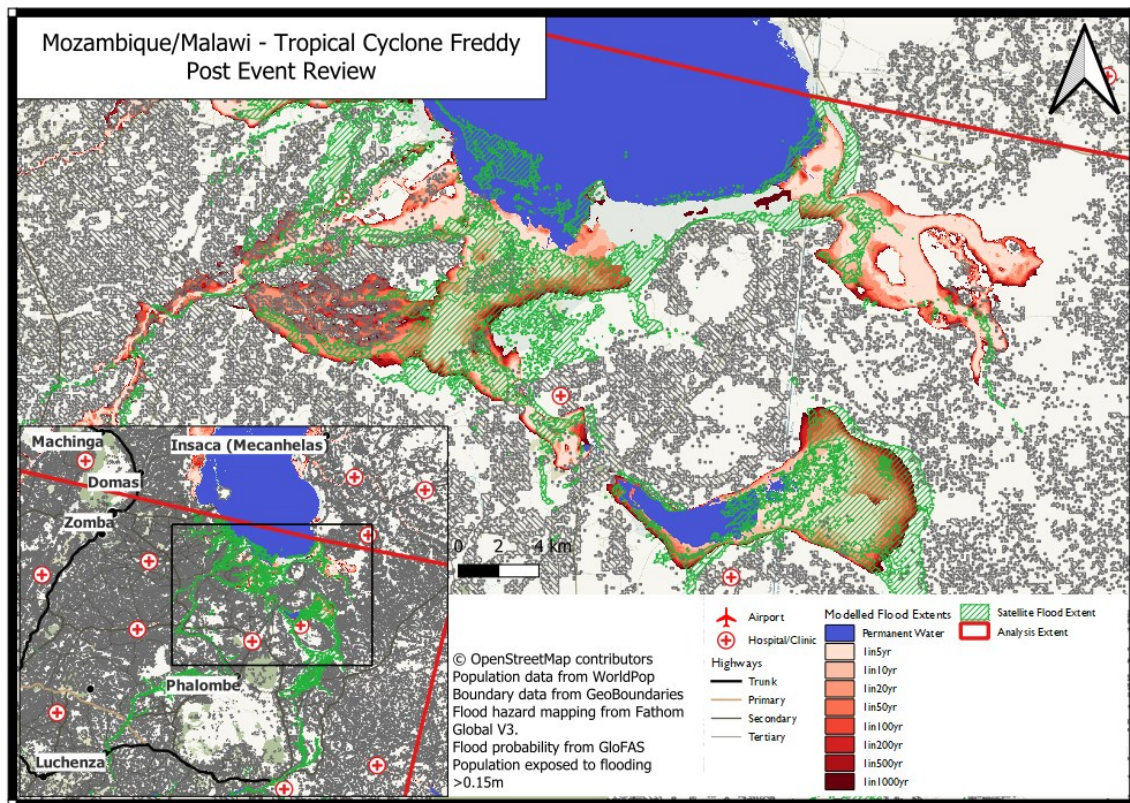 Mozambique/Malawi - Tropical Cyclone Freddy
Post Event Review
Machinga
Insaca (Mecanhelas)
Domas
Zomba
Phalombe
Luchenza
0 2 4 km
© OpenStreetMap contributors
Population data from WorldPop
Boundary data from GeoBoundaries
Flood hazard mapping from Fathom
Global V3.
Flood probability from GloFAS
Population exposed to flooding
>0.15m
Airport
Hospital/Clinic
Highways
Trunk
Primary
Secondary
Tertiary
Modelled Flood Extents
Permanent Water
1in5yr
1in10yr
1in20yr
1in50yr
1in100yr
1in200yr
1in500yr
1in1000yr
Satellite Flood Extent
Analysis Extent